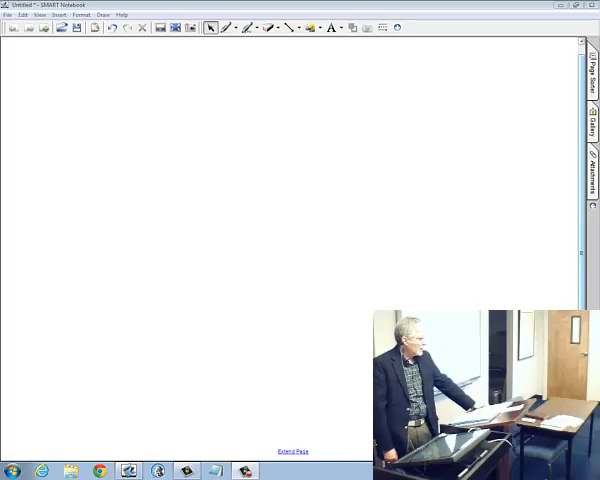 Untitled * - SMART Notebook
File Edit View Insert Format Draw Help
A
Page Sorter
Gallery
Attachments
Extend Page